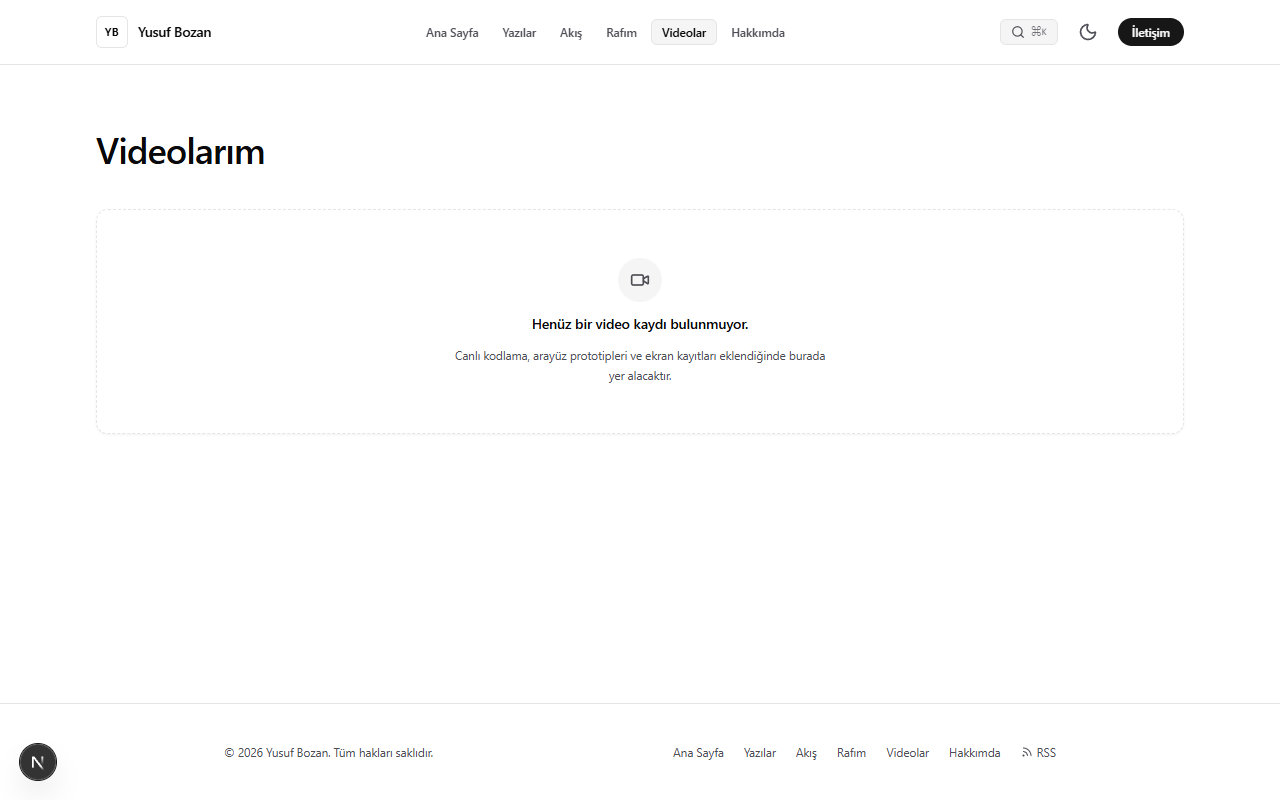 YB
Yusuf Bozan
Ana Sayfa
Yazılar
Akış
Rafım
Videolar
Hakkımda
⌘K
İletişim
Videolarım
Henüz bir video kaydı bulunmuyor.
Canlı kodlama, arayüz prototipleri ve ekran kayıtları eklendiğinde burada
yer alacaktır.
N
© 2026 Yusuf Bozan. Tüm hakları saklıdır.
Ana Sayfa
Yazılar
Akış
Rafım
Videolar
Hakkımda
RSS